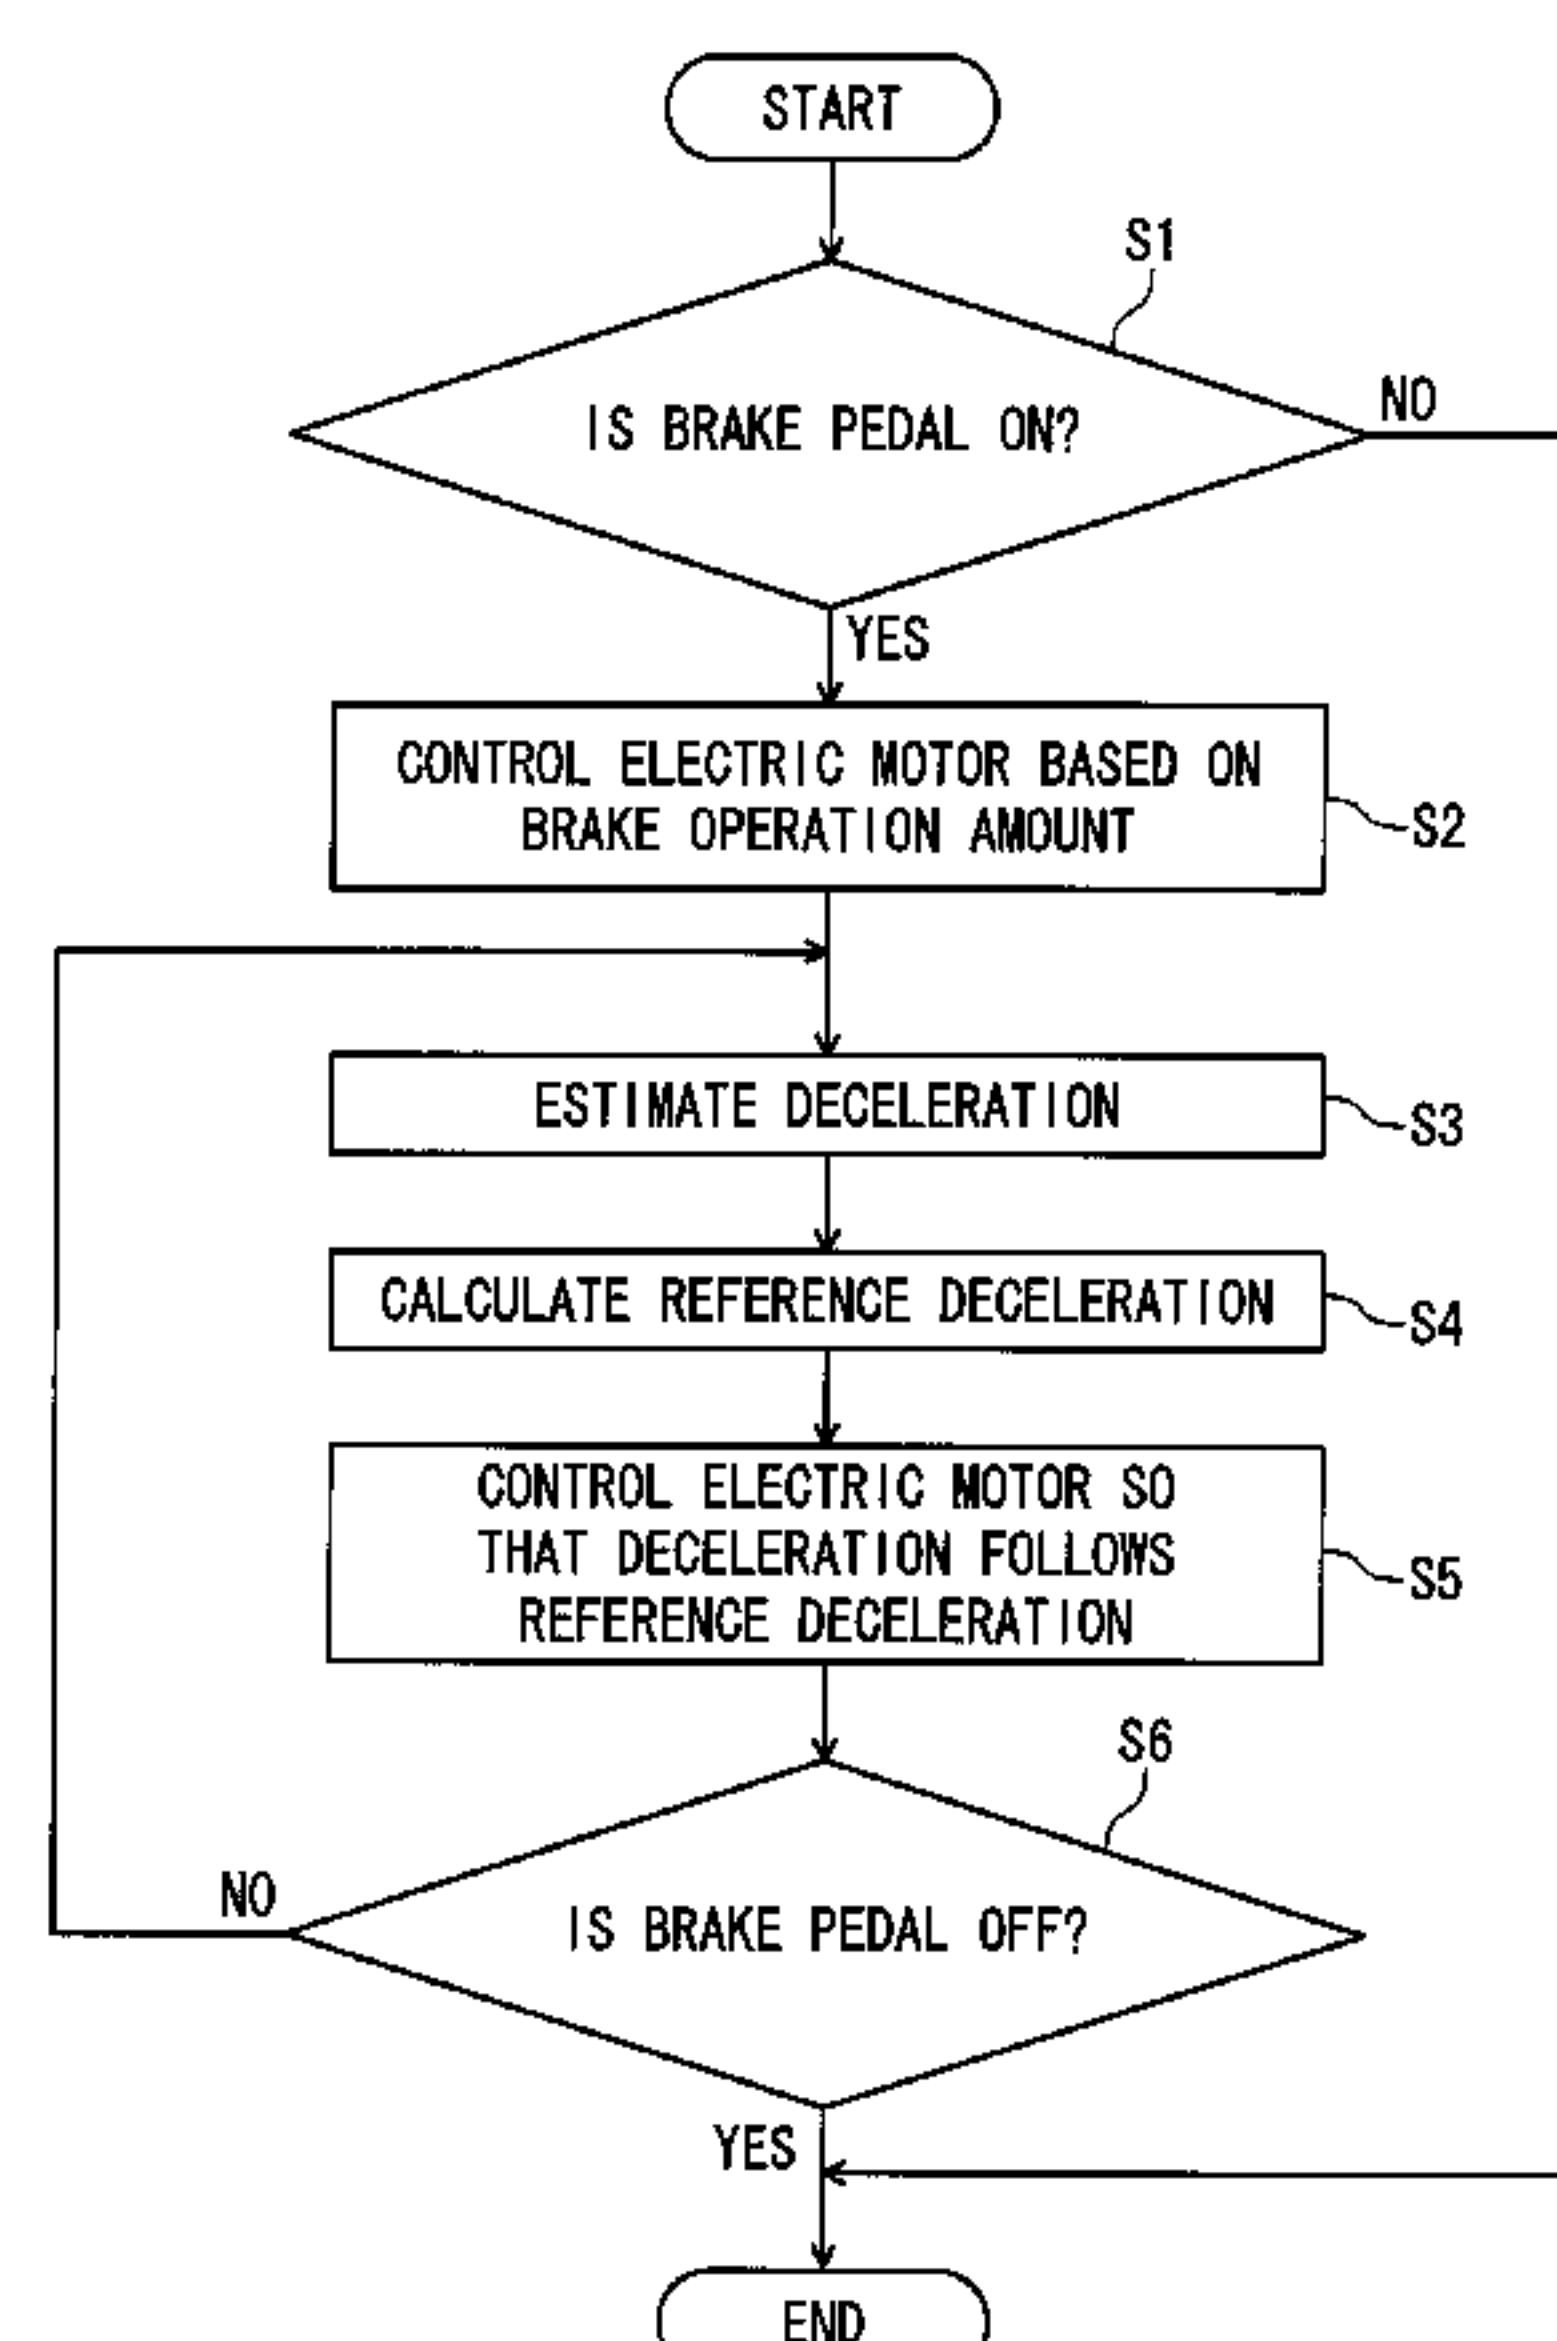 START
S1
IS BRAKE PEDAL ON?
NO
YES
CONTROL ELECTRIC MOTOR BASED ON
BRAKE OPERATION AMOUNT
S2
ESTIMATE DECELERATION
S3
CALCULATE REFERENCE DECELERATION
S4
CONTROL ELECTRIC MOTOR SO
THAT DECELERATION FOLLOWS
REFERENCE DECELERATION
S5
S6
NO
IS BRAKE PEDAL OFF?
YES
END